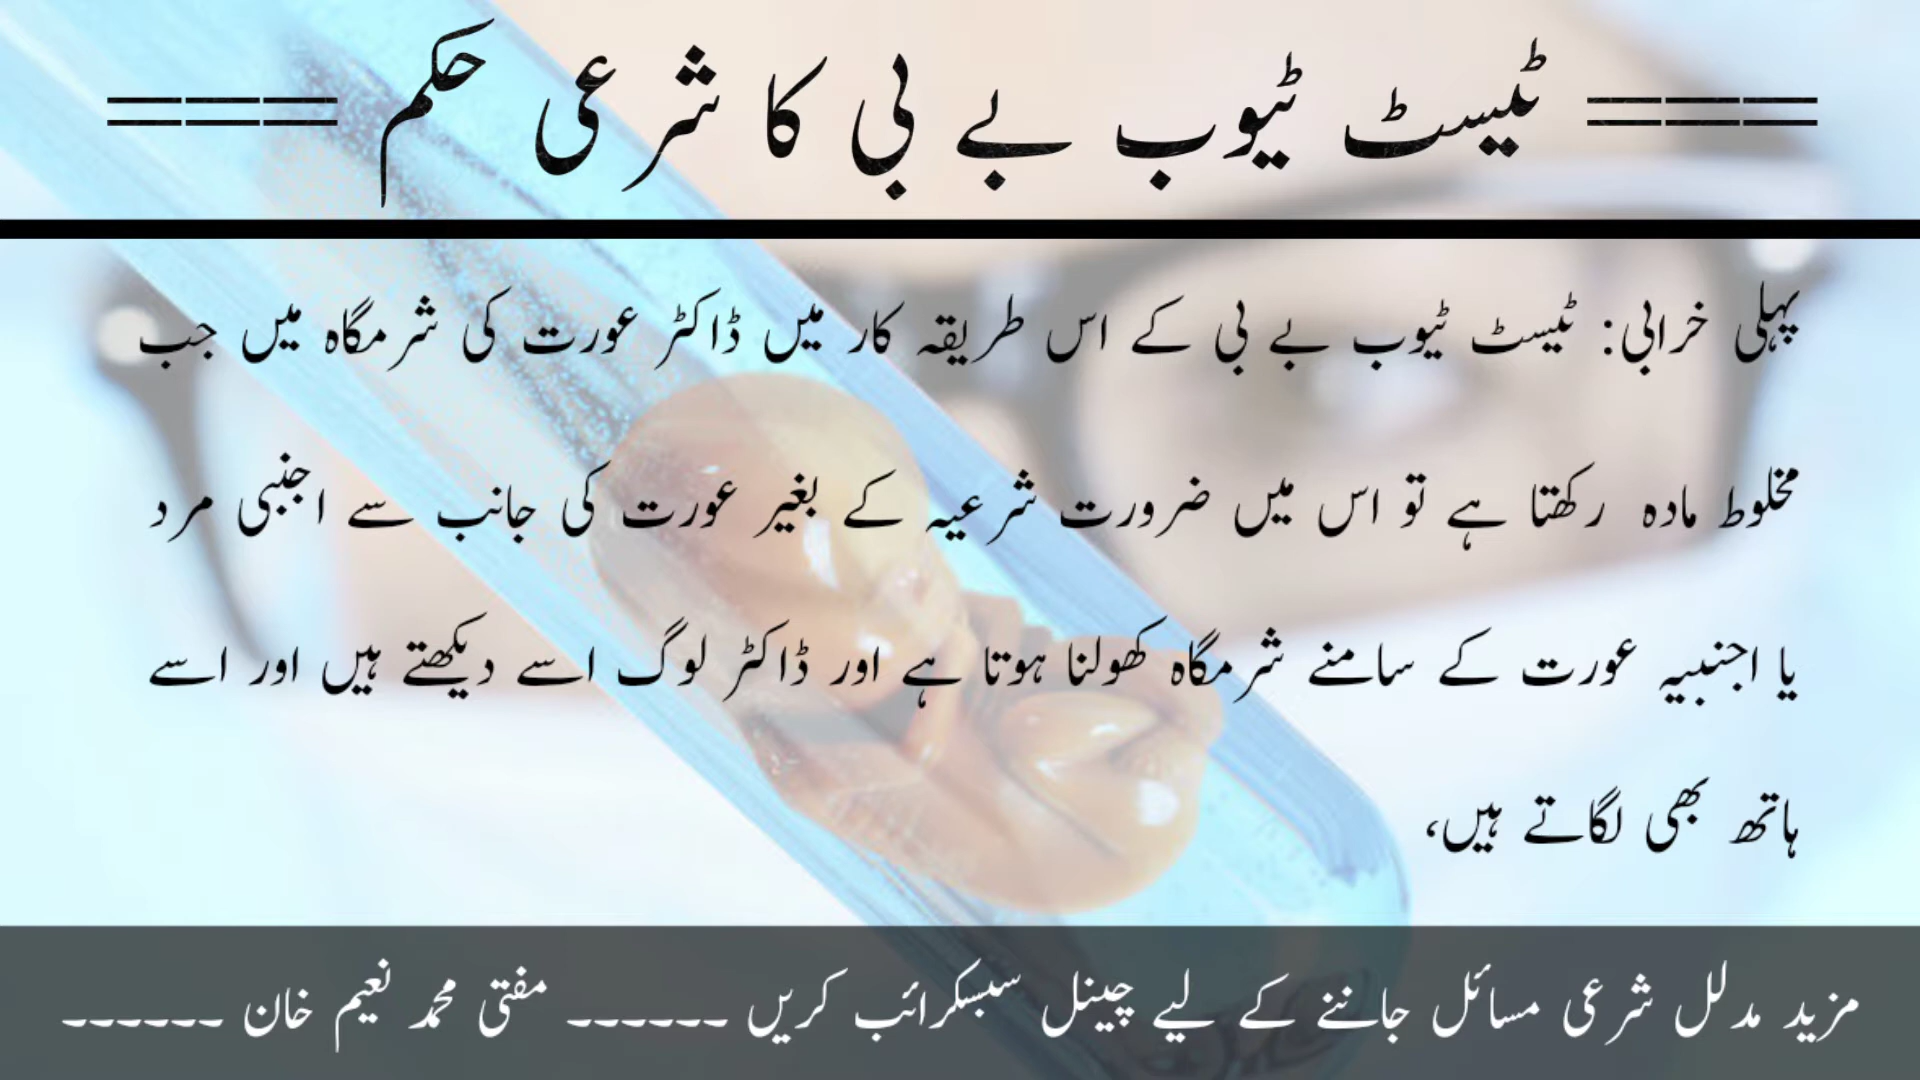 ====== ٹیسٹ ٹیوب بے بی کا شرعی حکم ======
پہلی خرابی: ٹیسٹ ٹیوب بے بی کے اس طریقہ کار میں ڈاکٹر عورت کی شرمگاہ میں جب
مخلوط مادہ رکھتا ہے تو اس میں ضرورت شرعیہ کے بغیر عورت کی جانب سے اجنبی مرد
یا اجنبیہ عورت کے سامنے شرمگاہ کھولنا ہوتا ہے اور ڈاکٹر لوگ اسے دیکھتے ہیں اور اسے
ہاتھ بھی لگاتے ہیں،
مزید مدلل شرعی مسائل جاننے کے لیے چینل سبسکرائب کریں ------ مفتی محمد نعیم خان ------